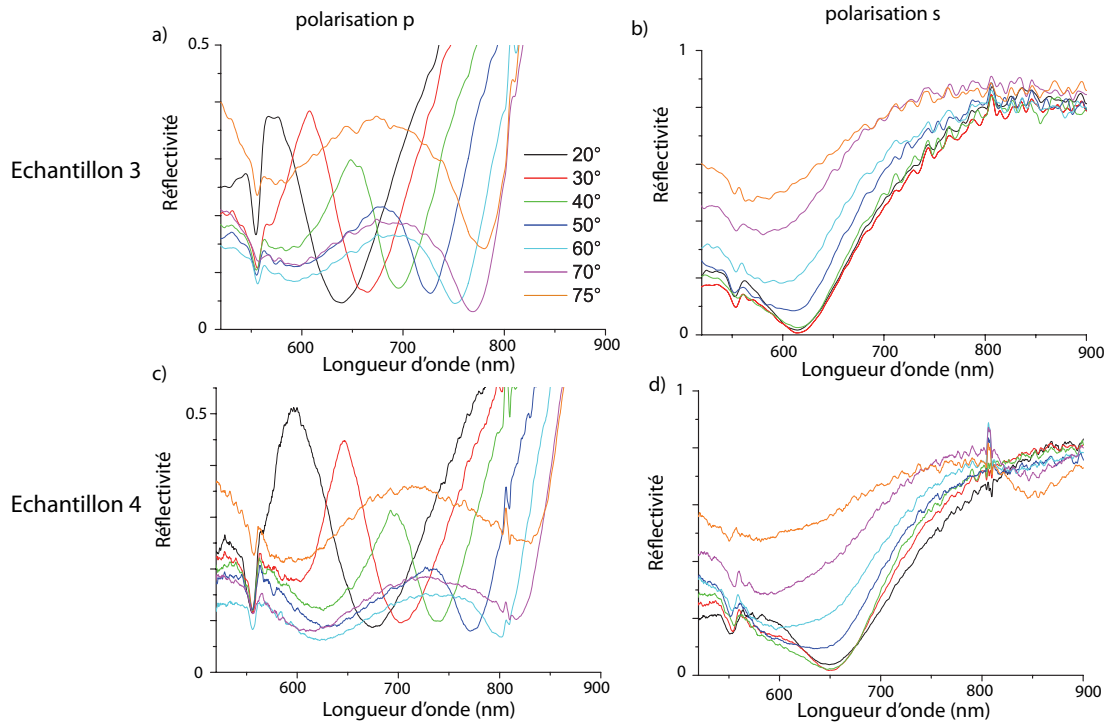 polarisation p
polarisation s
a)
b)
0.5
0
Réflectivité
600
700
800
900
Longueur d'onde (nm)
20°
30°
40°
50°
60°
70°
75°
1
0
Réflectivité
600
700
800
900
Longueur d'onde (nm)
Echantillon 3
c)
d)
0.5
0
Réflectivité
600
700
800
900
Longueur d'onde (nm)
1
0
Réflectivité
600
700
800
900
Longueur d'onde (nm)
Echantillon 4